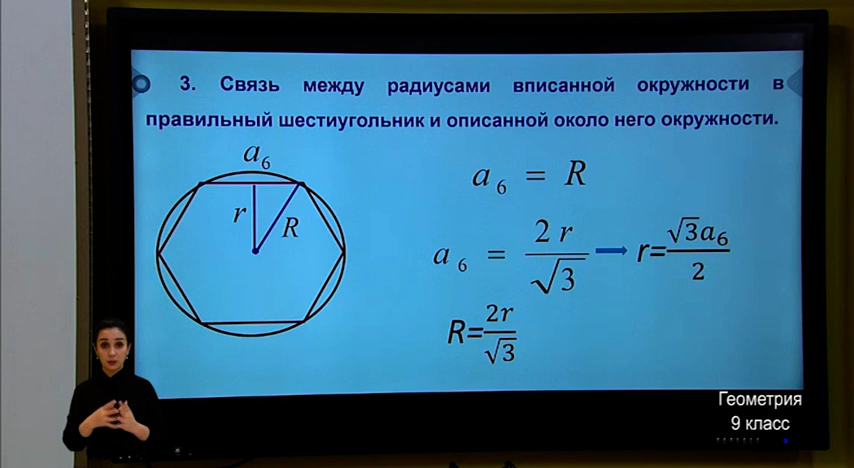 3. Связь между радиусами вписанной окружности в
правильный шестиугольник и описанной около него окружности.
a₆
r
R
a₆ = R
a₆ = 2r/√3 → r=√3a₆/2
R=2r/√3
Геометрия
9 класс